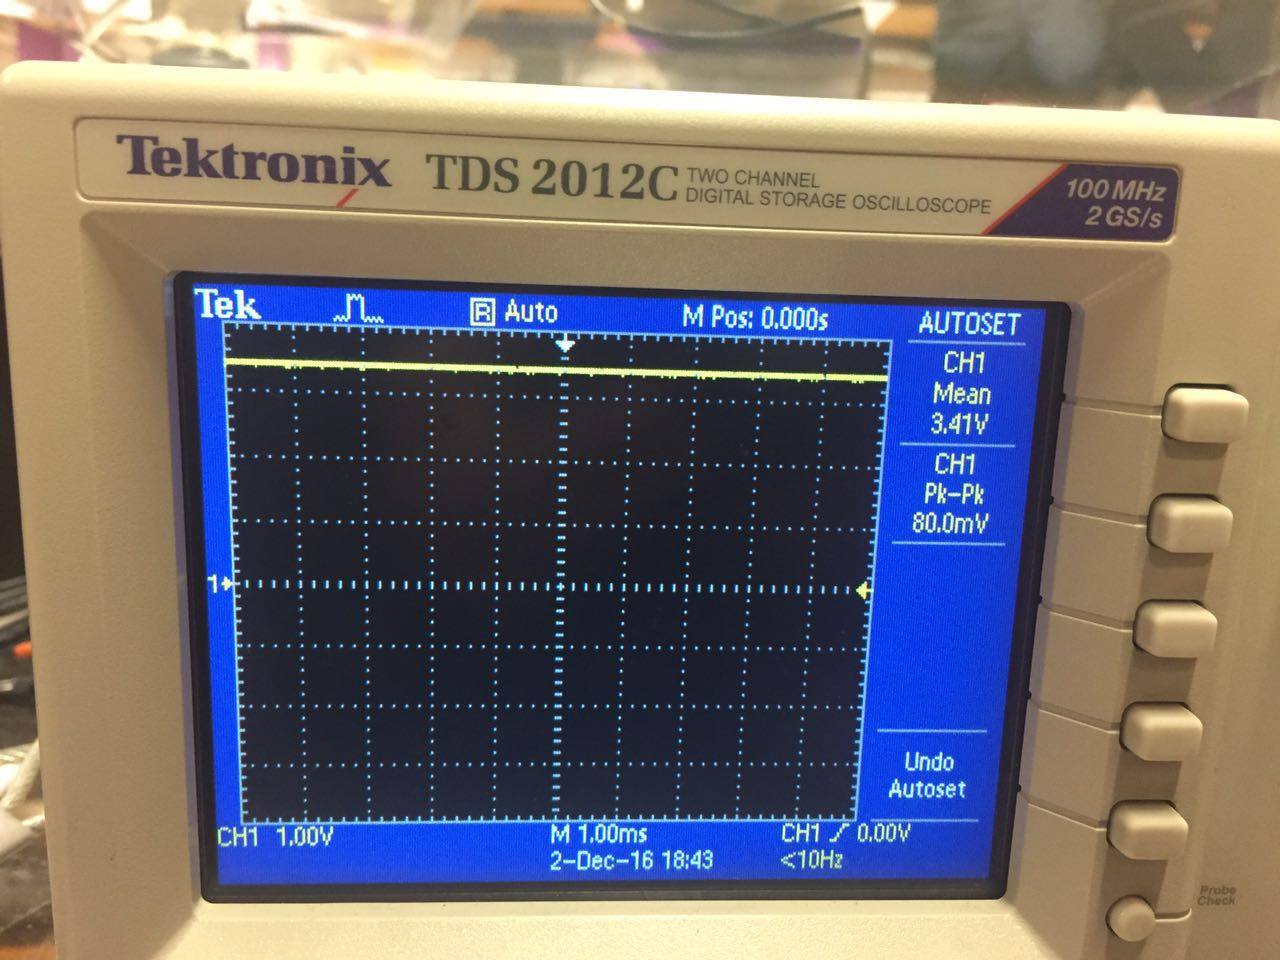 Tektronix TDS 2012C TWO CHANNEL
DIGITAL STORAGE OSCILLOSCOPE
100 MHz
2 GS/s
Tek R Auto M Pos: 0.000s AUTOSET
CH1
Mean
3.41V
CH1
Pk-Pk
80.0mV
1
Undo
Autoset
CH1 1.00V M 1.00ms CH1 0.00V
2-Dec-16 18:43 <10Hz
Probe
Check